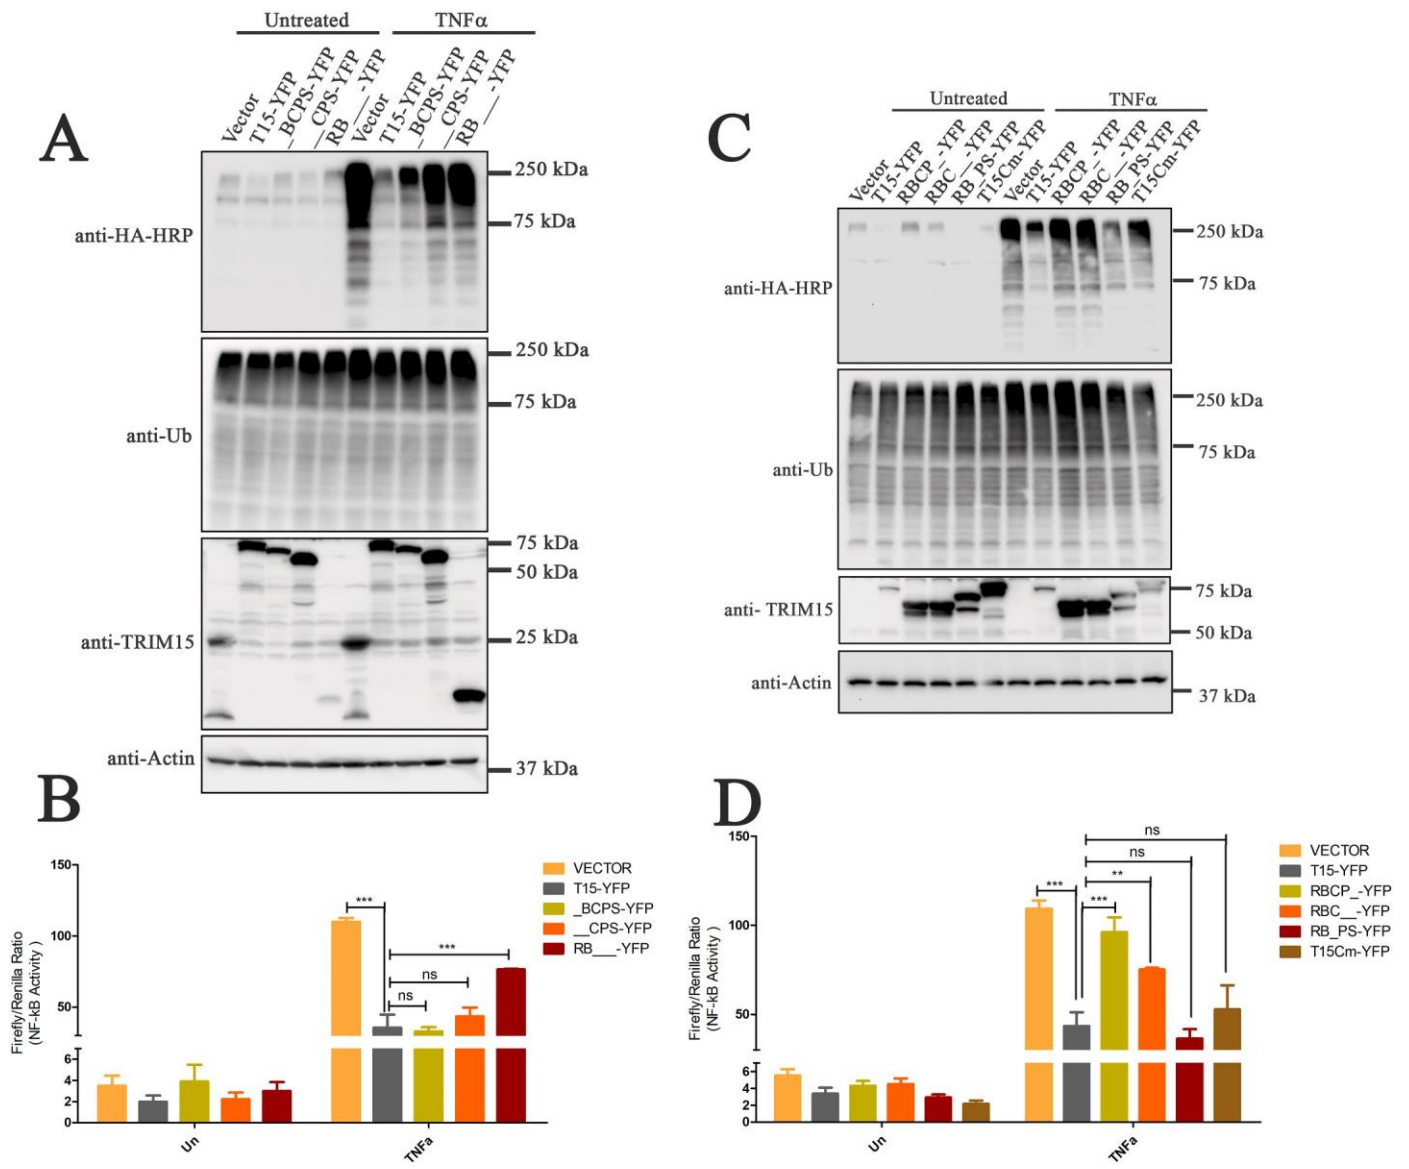 A
Untreated
TNFα
Vector
T15-YFP
_BCPS-YFP
__CPS-YFP
RB___-YFP
Vector
T15-YFP
_BCPS-YFP
__CPS-YFP
RB___-YFP
anti-HA-HRP
250 kDa
75 kDa
anti-Ub
250 kDa
75 kDa
anti-TRIM15
75 kDa
50 kDa
25 kDa
anti-Actin
37 kDa
C
Untreated
TNFα
Vector
T15-YFP
RBCP_-YFP
RBC__-YFP
RB_PS-YFP
T15Cm-YFP
Vector
T15-YFP
RBCP_-YFP
RBC__-YFP
RB_PS-YFP
T15Cm-YFP
anti-HA-HRP
250 kDa
75 kDa
anti-Ub
250 kDa
75 kDa
anti- TRIM15
75 kDa
50 kDa
anti-Actin
37 kDa
B
Firefly/Renilla Ratio
(NF-kB Activity )
150
100
50
6
4
2
0
***
***
ns
ns
Un
TNFa
VECTOR
T15-YFP
_BCPS-YFP
__CPS-YFP
RB___-YFP
D
Firefly/Renilla Ratio
(NF-kB Activity )
150
100
50
6
4
2
0
ns
ns
**
***
***
Un
TNFa
VECTOR
T15-YFP
RBCP_-YFP
RBC__-YFP
RB_PS-YFP
T15Cm-YFP